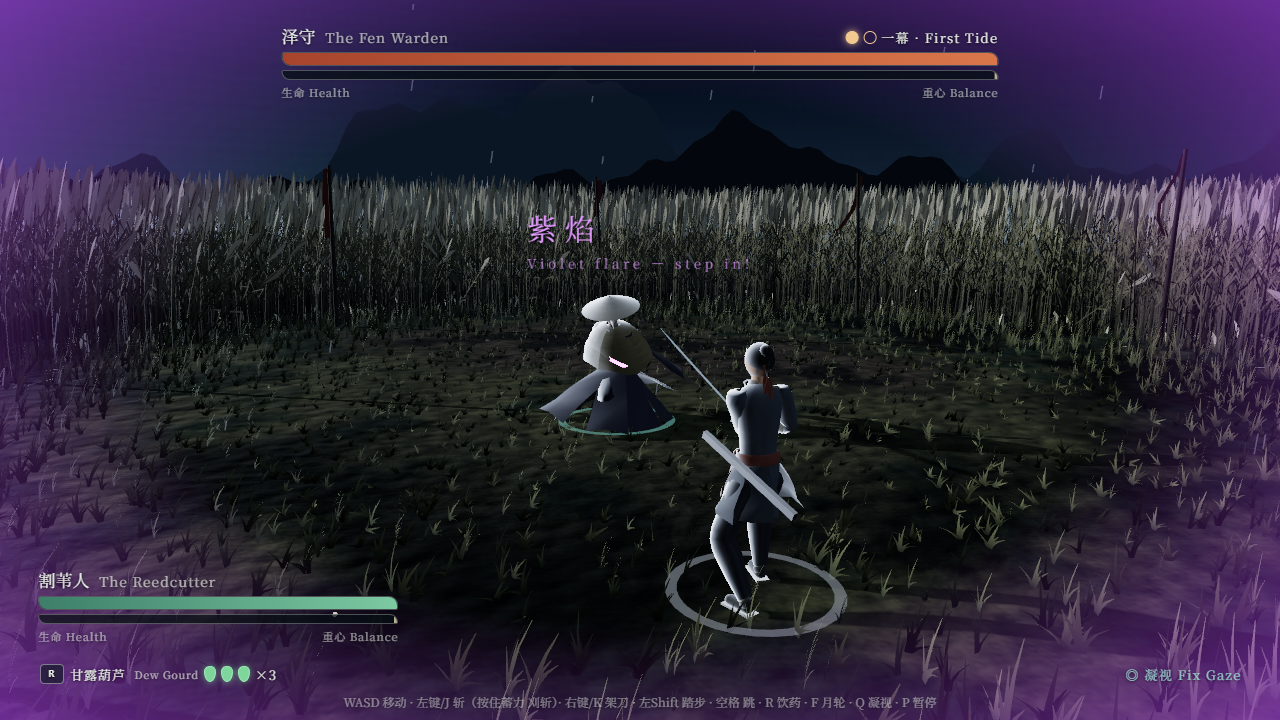 泽守 The Fen Warden
一幕 · First Tide
生命 Health
重心 Balance
紫焰
Violet flare — step in!
割苇人 The Reedcutter
生命 Health
重心 Balance
R 甘露葫芦 Dew Gourd ×3
◎ 凝视 Fix Gaze
WASD 移动 · 左键/J 斩（按住蓄力 刈斩）· 右键/K 架刀 · 左Shift 踏步 · 空格 跳 · R 饮药 · F 月轮 · Q 凝视 · P 暂停